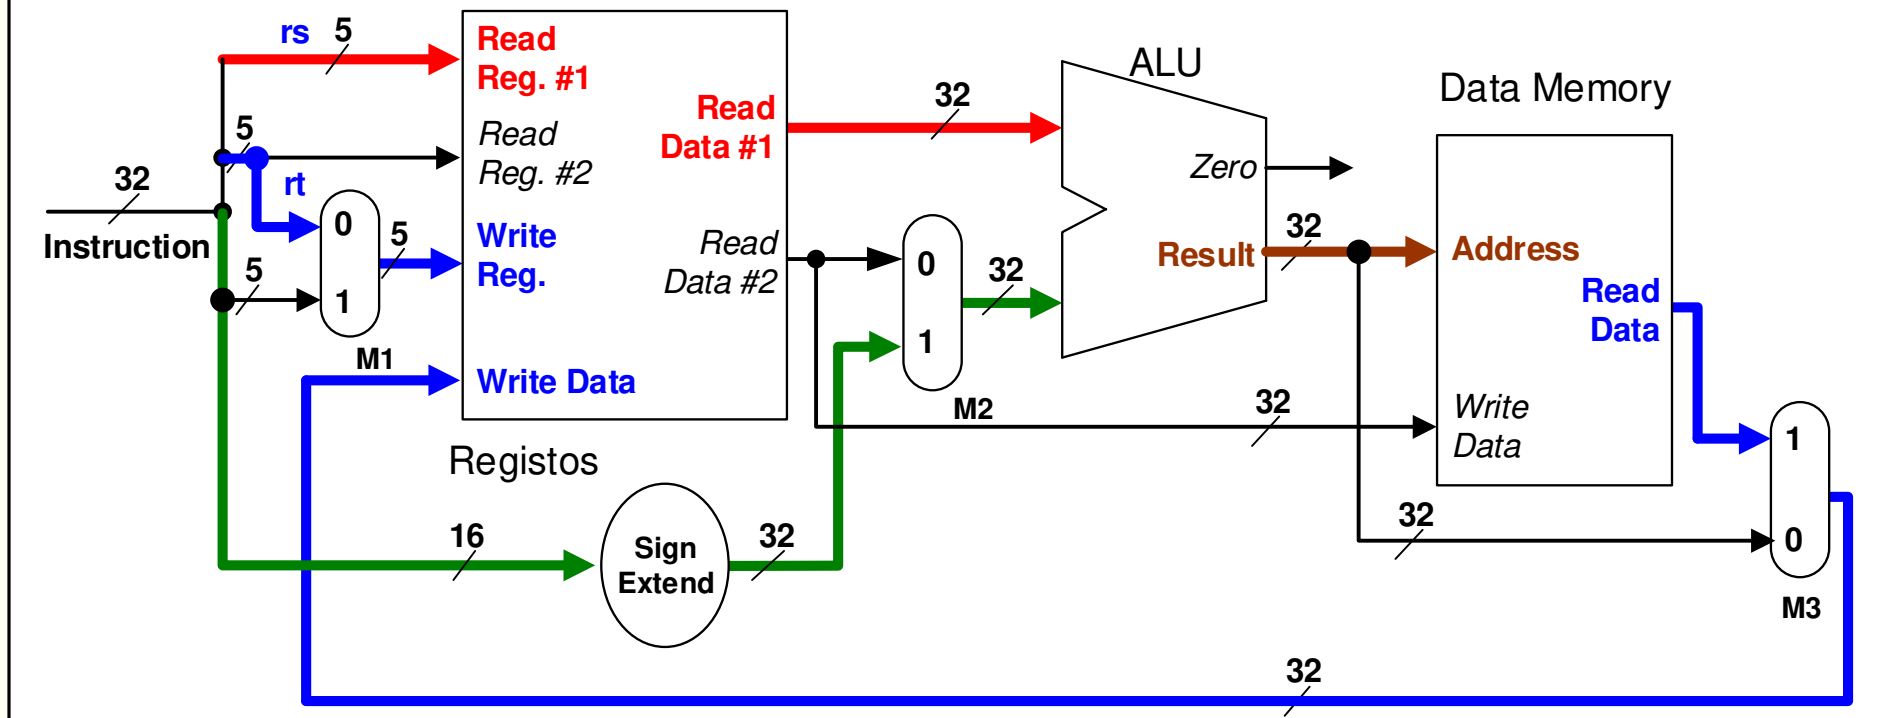 rs
5
Read
Reg. #1
5
Read
Reg. #2
rt
32
Instruction
0
1
5
5
M1
Write
Reg.
Write Data
Read
Data #1
Read
Data #2
Registos
16
Sign
Extend
32
32
0
1
M2
32
ALU
Zero
Result
32
32
Data Memory
Address
Read
Data
Write
Data
32
1
0
M3
32